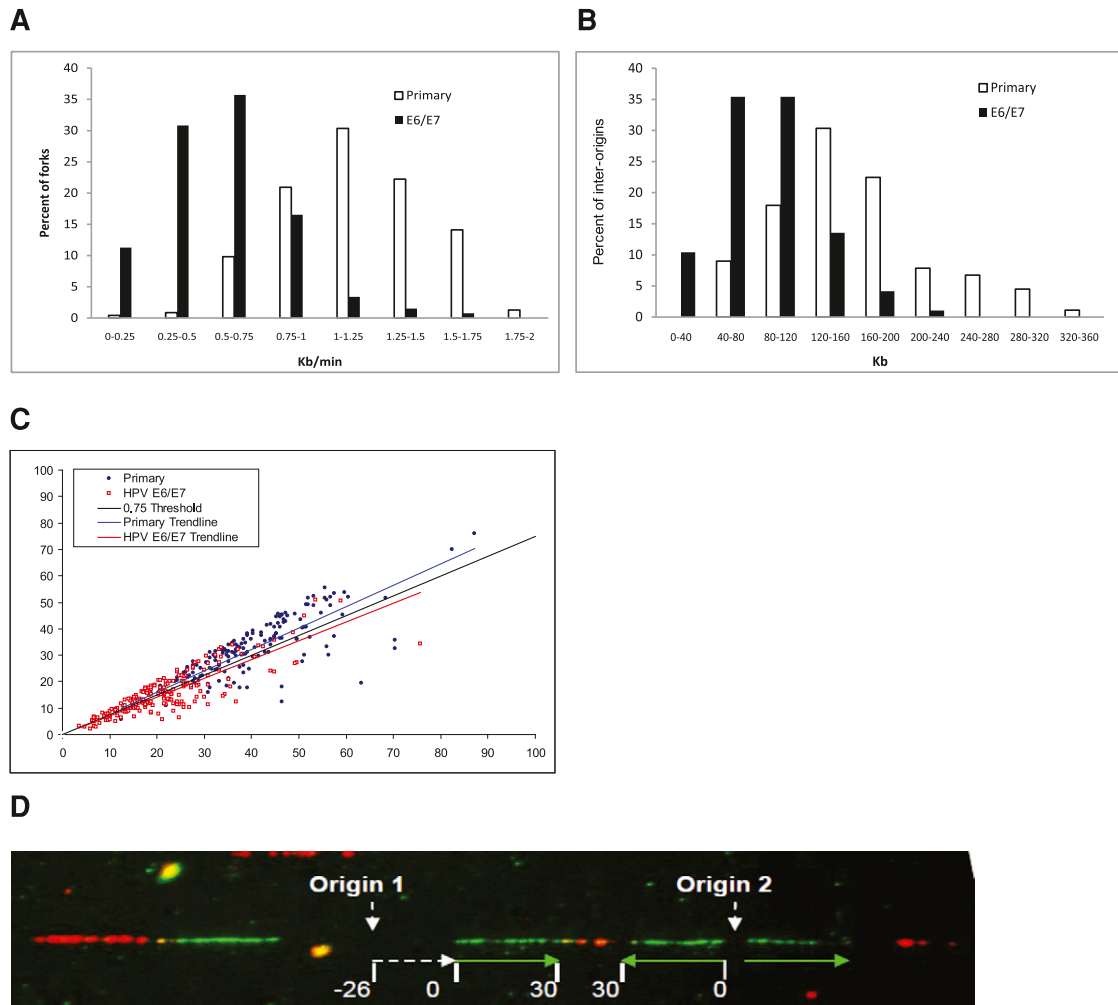 A
Percent of forks
40
35
30
25
20
15
10
5
0
Primary
E6/E7
0-0.25 0.25-0.5 0.5-0.75 0.75-1 1-1.25 1.25-1.5 1.5-1.75 1.75-2
Kb/min
B
Percent of inter-origins
40
35
30
25
20
15
10
5
0
Primary
E6/E7
0-40 40-80 80-120 120-160 160-200 200-240 240-280 280-320 320-360
Kb
C
100
90
80
70
60
50
40
30
20
10
0
Primary
HPV E6/E7
0.75 Threshold
Primary Trendline
HPV E6/E7 Trendline
0 10 20 30 40 50 60 70 80 90 100
D
Origin 1 Origin 2
-26 0 30 30 0